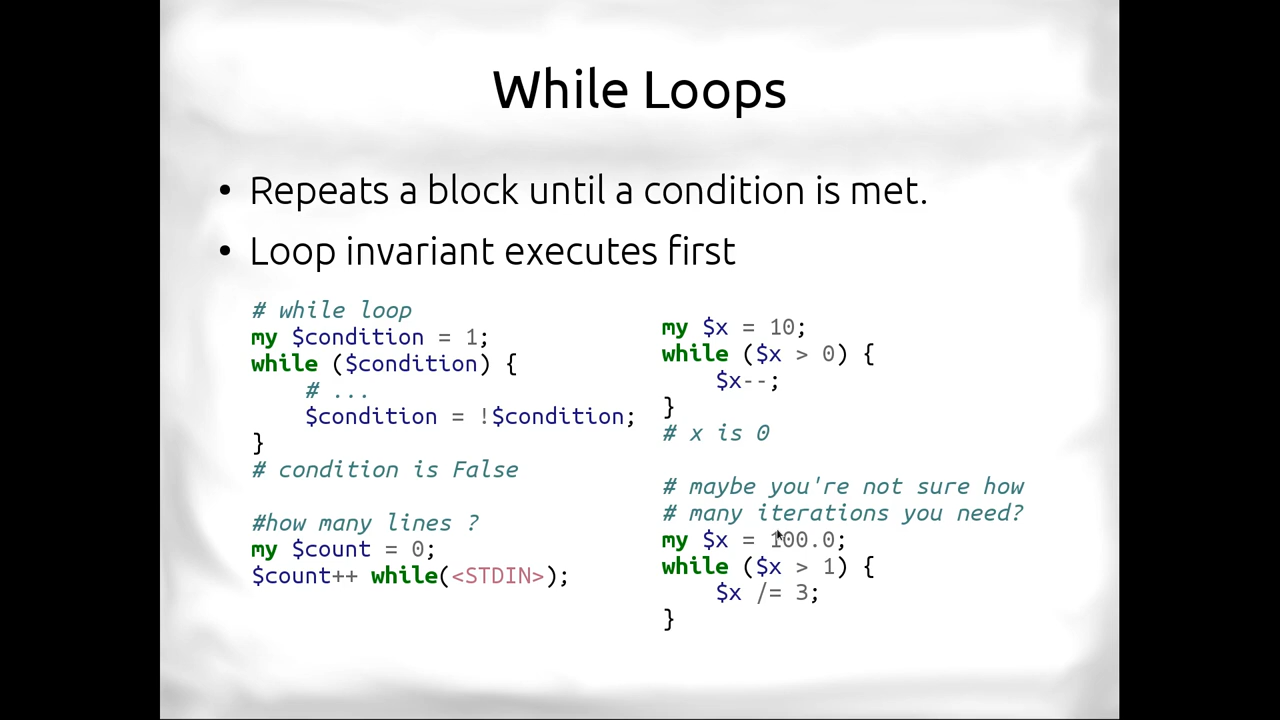 While Loops
• Repeats a block until a condition is met.
• Loop invariant executes first
# while loop
my $condition = 1;
while ($condition) {
    # ...
    $condition = !$condition;
}
# condition is False
#how many lines ?
my $count = 0;
$count++ while(<STDIN>);
my $x = 10;
while ($x > 0) {
    $x--;
}
# x is 0
# maybe you're not sure how
# many iterations you need?
my $x = 100.0;
while ($x > 1) {
    $x /= 3;
}